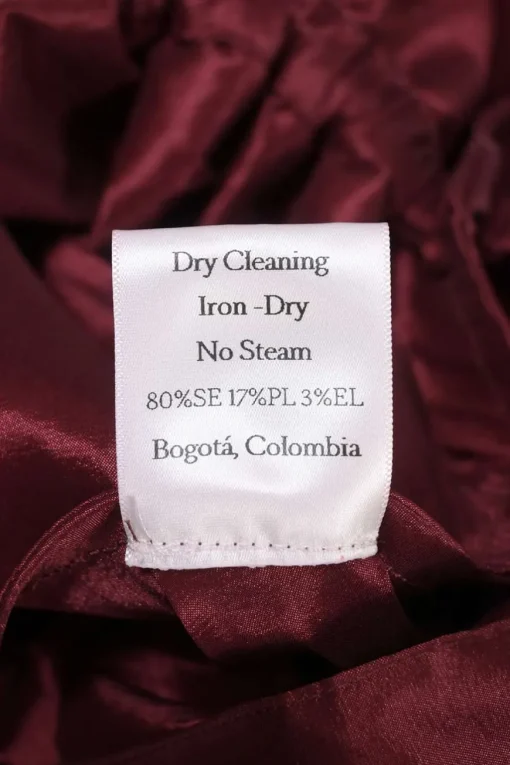 Dry Cleaning
Iron -Dry
No Steam
80%SE 17%PL 3%EL
Bogotá, Colombia